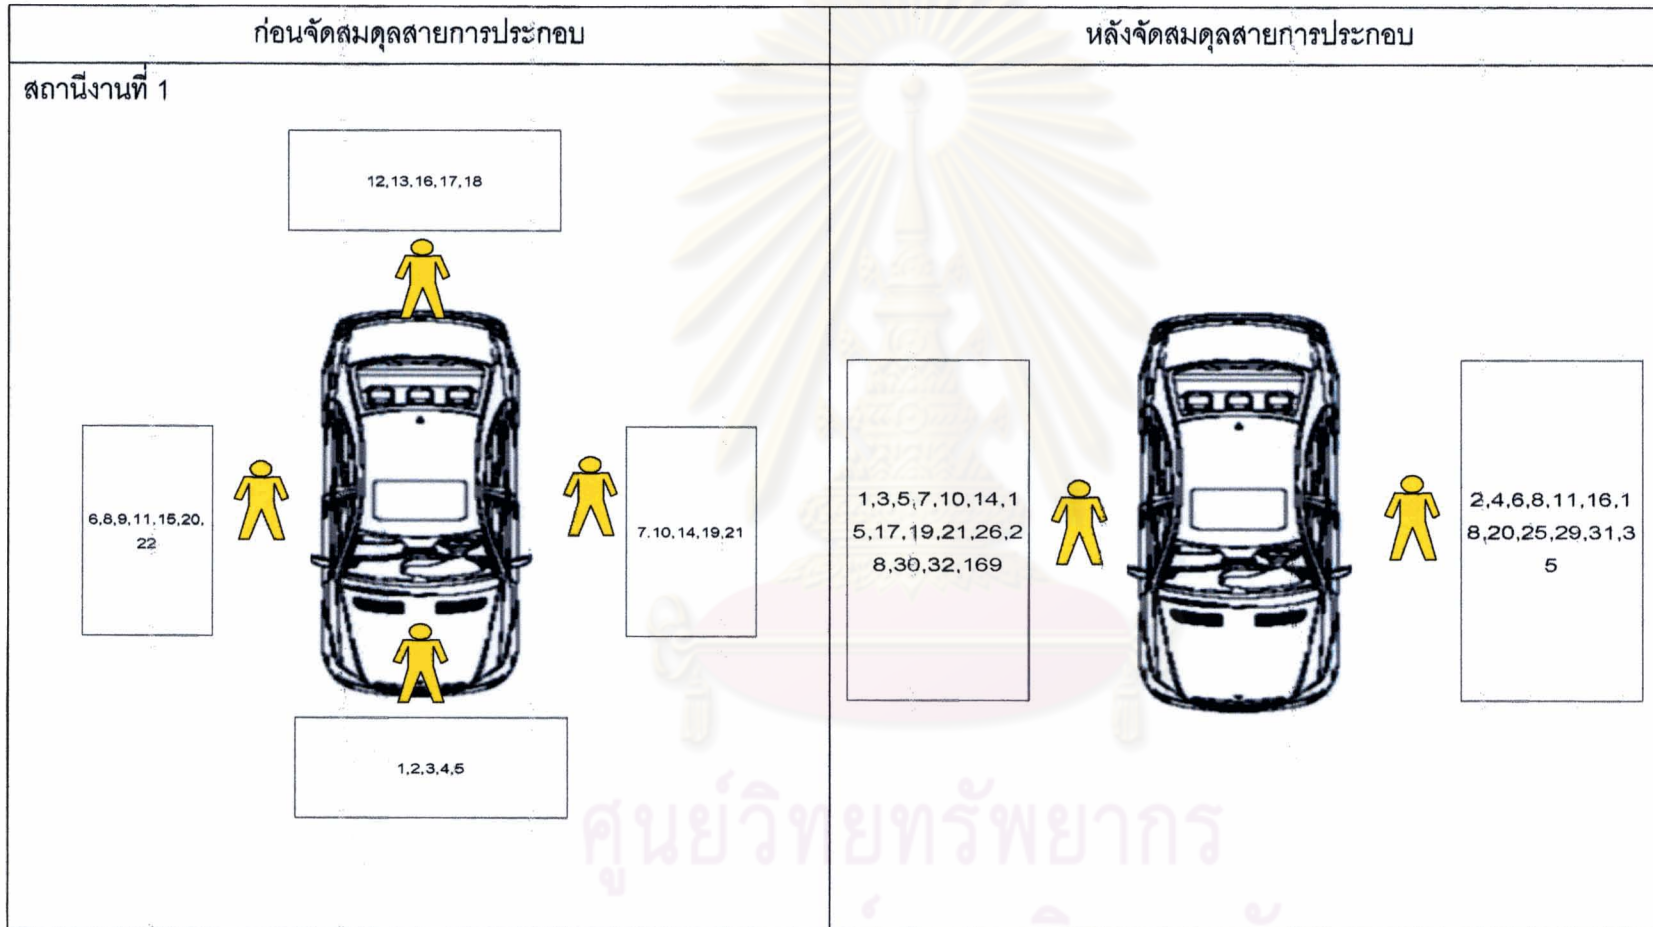 ก่อนจัดสมดุลสายการประกอบ
หลังจัดสมดุลสายการประกอบ
สถานีงานที่ 1
12,13,16,17,18
6,8,9,11,15,20,
22
7.10,14,19,21
1,2,3,4,5
1,3,5,7,10,14,1
5,17,19,21,26,2
8,30,32,169
2,4,6,8,11,16,1
8,20,25,29,31,3
5
ศูนย์วิทยทรัพยากร